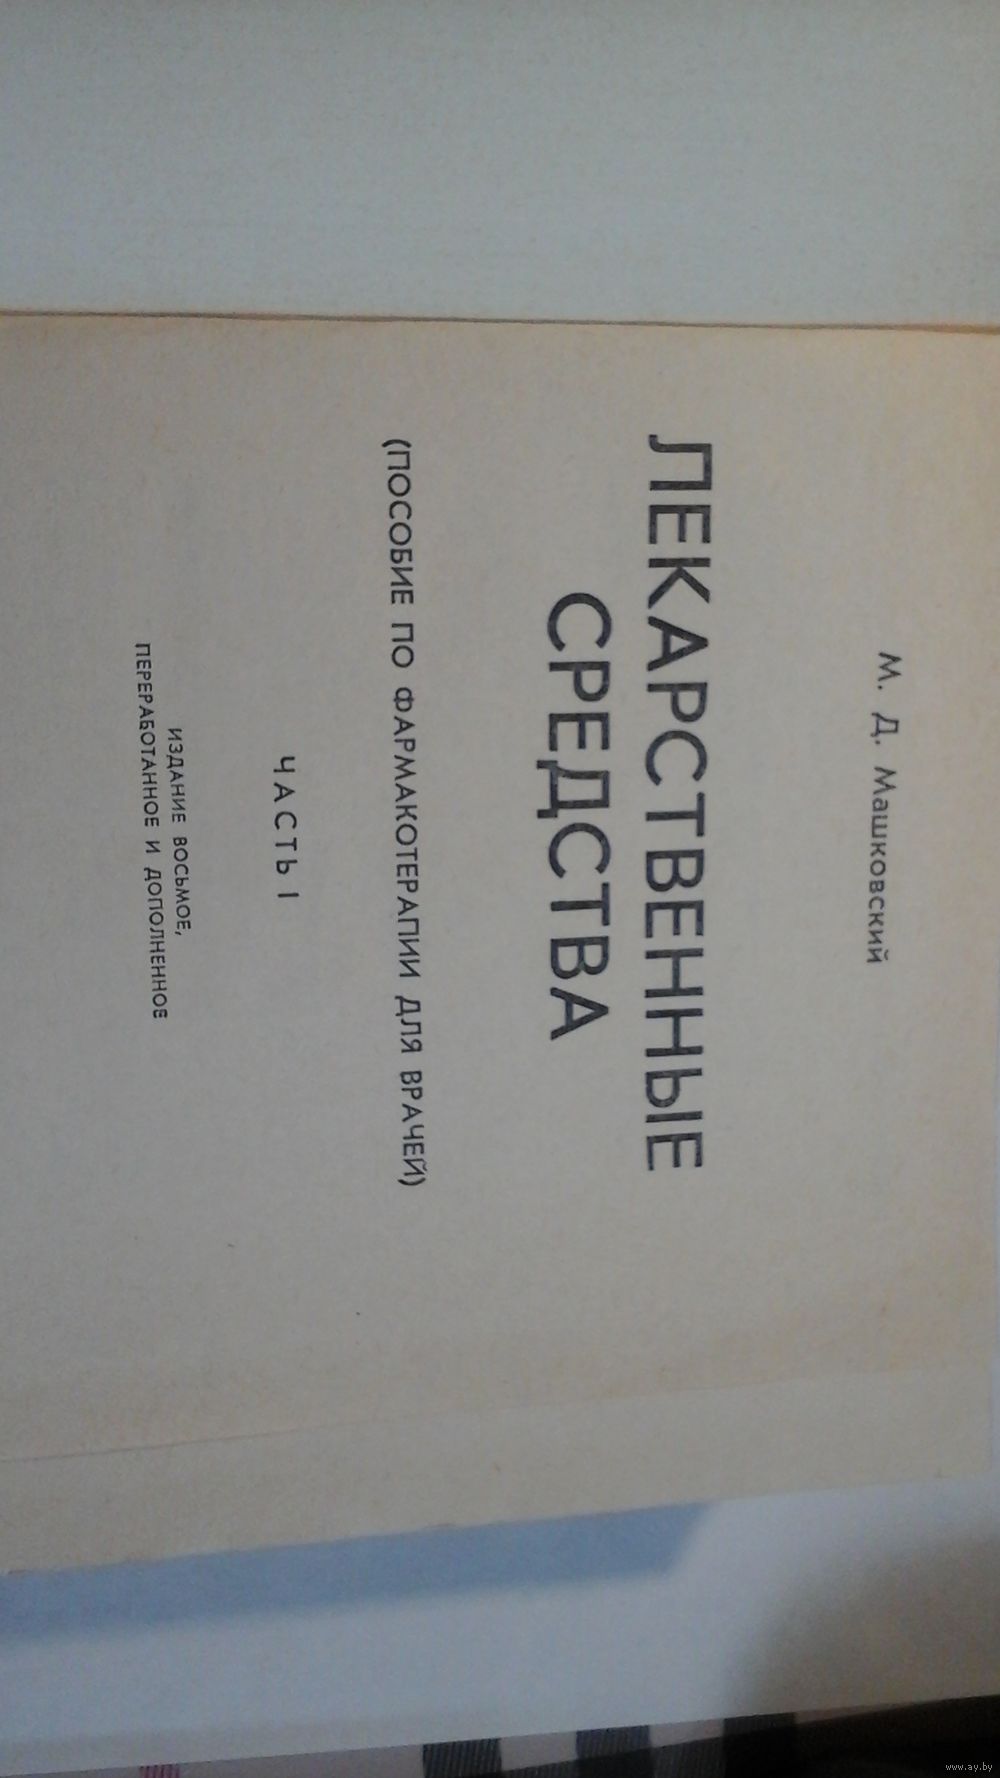 М. Д. Машковский
ЛЕКАРСТВЕННЫЕ
СРЕДСТВА
(ПОСОБИЕ ПО ФАРМАКОТЕРАПИИ ДЛЯ ВРАЧЕЙ)
ЧАСТЬ I
ИЗДАНИЕ ВОСЬМОЕ,
ПЕРЕРАБОТАННОЕ И ДОПОЛНЕННОЕ
www.ay.by